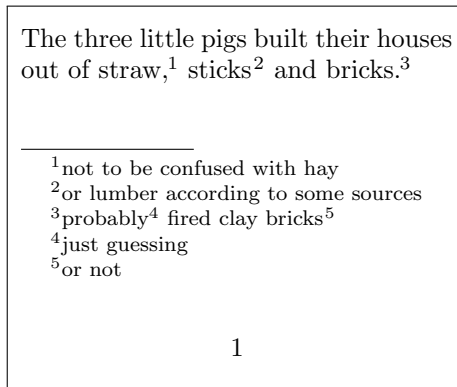 The three little pigs built their houses
out of straw,¹ sticks² and bricks.³
¹not to be confused with hay
²or lumber according to some sources
³probably⁴ fired clay bricks⁵
⁴just guessing
⁵or not
1